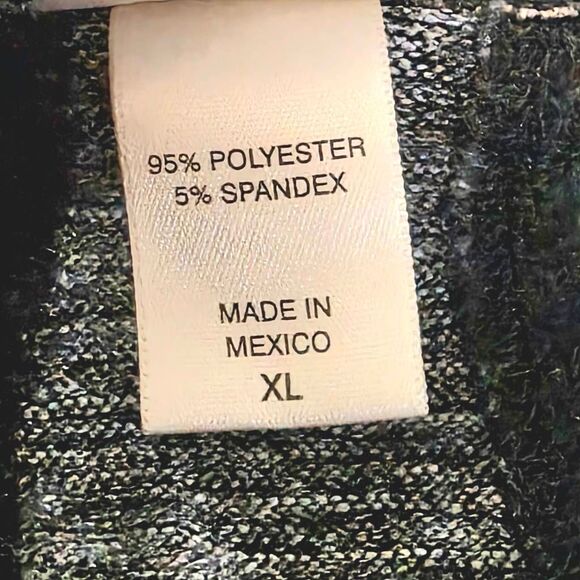 95% POLYESTER
5% SPANDEX
MADE IN
MEXICO
XL